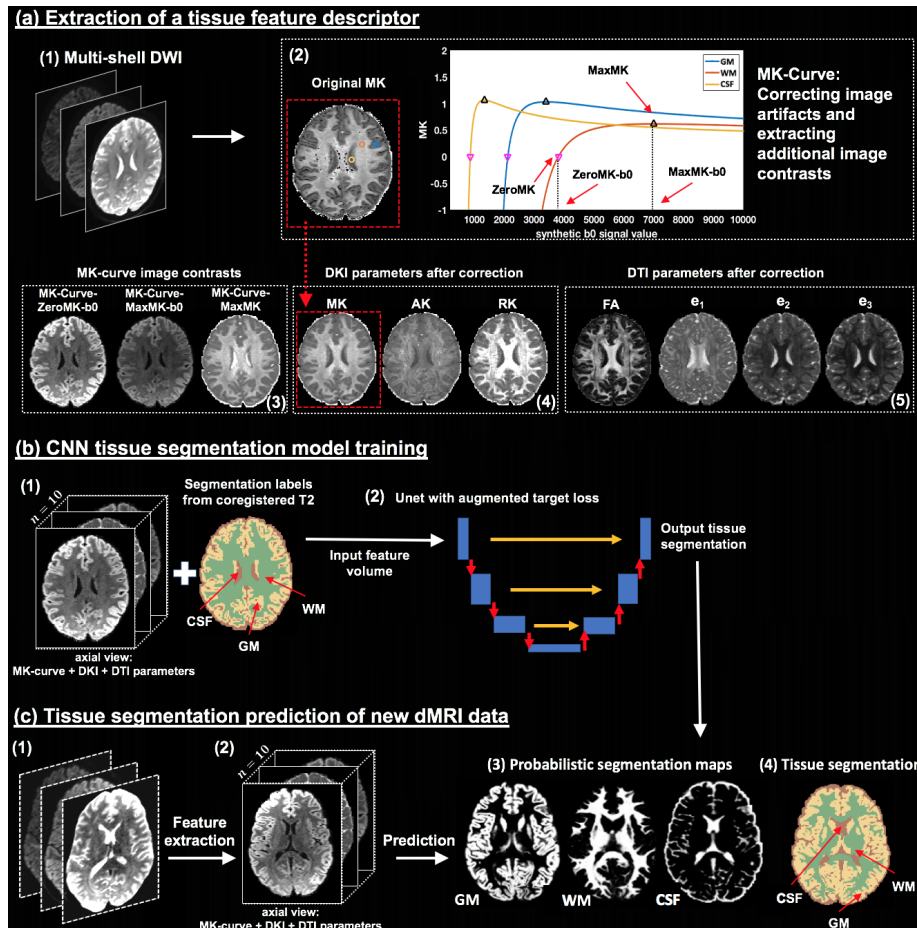 (a) Extraction of a tissue feature descriptor
(1) Multi-shell DWI
(2)
Original MK
2
1.5
1
0.5
0
-0.5
-1
MK
1000 2000 3000 4000 5000 6000 7000 8000 9000 10000
synthetic b0 signal value
GM
WM
CSF
MaxMK
ZeroMK
ZeroMK-b0
MaxMK-b0
MK-Curve:
Correcting image
artifacts and
extracting
additional image
contrasts
MK-curve image contrasts
MK-Curve-
ZeroMK-b0
MK-Curve-
MaxMK-b0
MK-Curve-
MaxMK
(3)
DKI parameters after correction
MK AK RK
(4)
DTI parameters after correction
FA e1 e2 e3
(5)
(b) CNN tissue segmentation model training
(1)
n = 10
Segmentation labels
from coregistered T2
CSF
GM
WM
axial view:
MK-curve + DKI + DTI parameters
Input feature
volume
(2) Unet with augmented target loss
Output tissue
segmentation
(c) Tissue segmentation prediction of new dMRI data
(1)
Feature
extraction
(2)
n = 10
axial view:
MK-curve + DKI + DTI parameters
Prediction
(3) Probabilistic segmentation maps
GM WM CSF
(4) Tissue segmentation
CSF
WM
GM